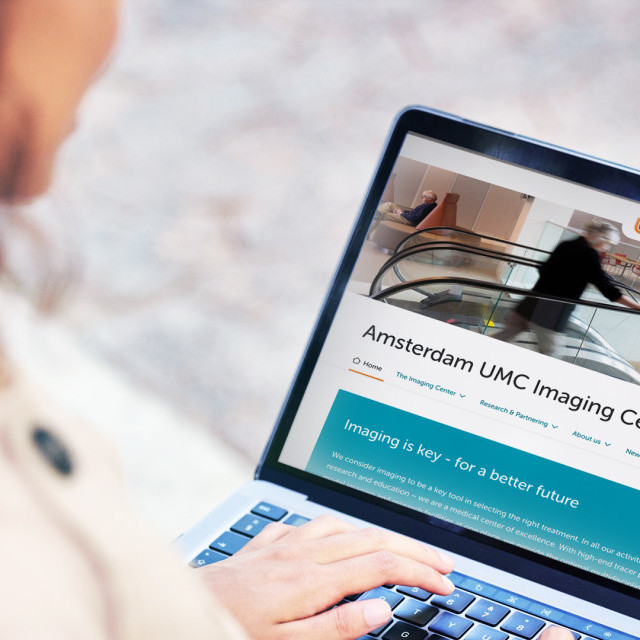 Amsterdam UMC Imaging Ce
Home The Imaging Center Research & Partnering About us New
Imaging is key - for a better future
We consider imaging to be a key tool in selecting the right treatment. In all our activit
research and education – we are a medical center of excellence. With high-end tracer